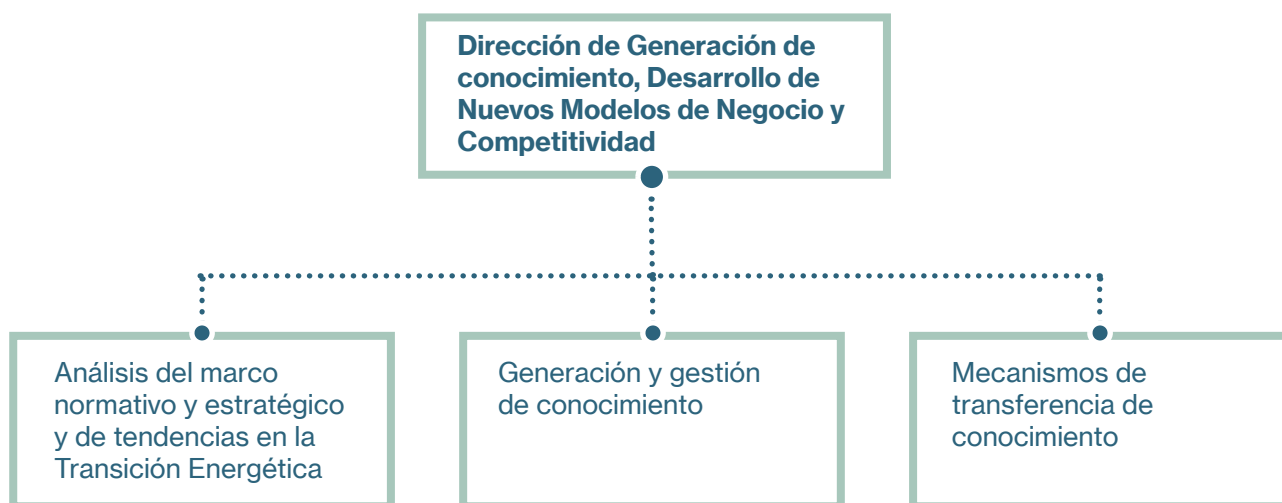 Dirección de Generación de
conocimiento, Desarrollo de
Nuevos Modelos de Negocio y
Competitividad
Análisis del marco
normativo y estratégico
y de tendencias en la
Transición Energética
Generación y gestión
de conocimiento
Mecanismos de
transferencia de
conocimiento